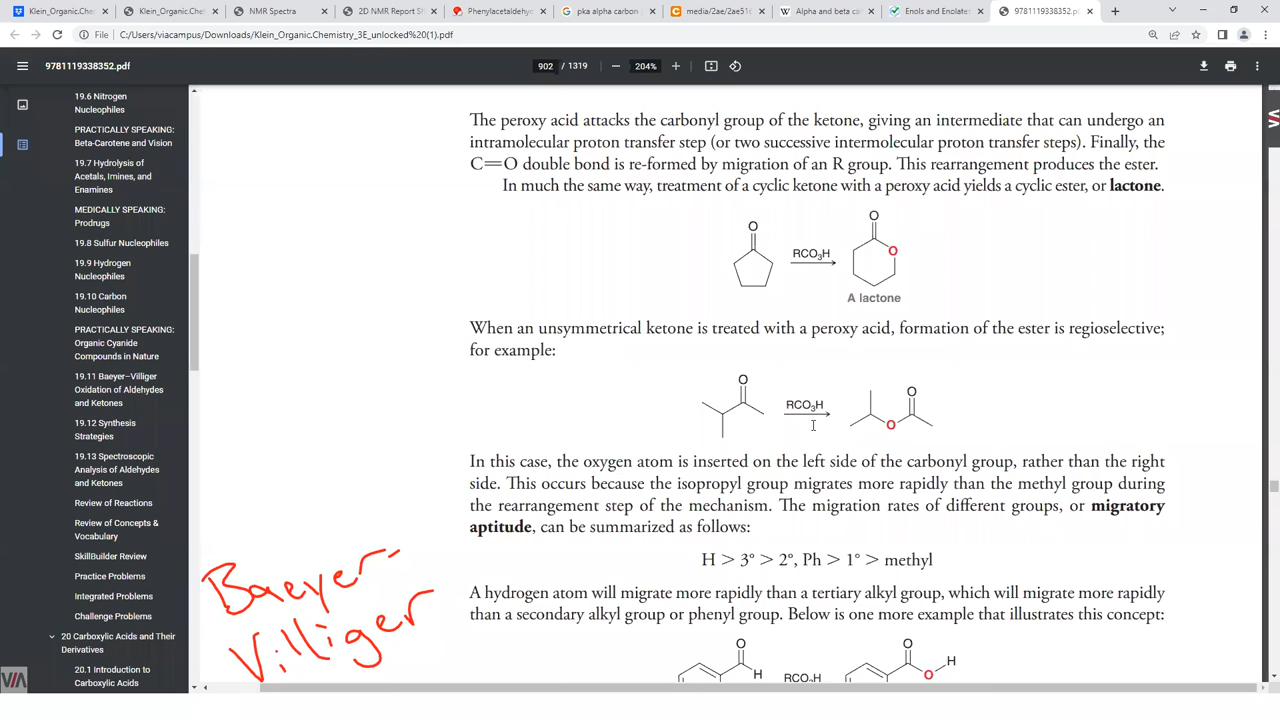 Klein_Organic.Ch
Klein_Organic.Che
NMR Spectra
2D NMR Report Sh
Phenylacetaldehyd
pka alpha carbon
media/2ae/2ae51
Alpha and beta ca
Enols and Enolates
9781119338352.pdf
File | C:/Users/viacampus/Downloads/Klein_Organic.Chemistry_3E_unlocked%20(1).pdf
9781119338352.pdf
902 / 1319
204%
19.6 Nitrogen
Nucleophiles
PRACTICALLY SPEAKING:
Beta-Carotene and Vision
19.7 Hydrolysis of
Acetals, Imines, and
Enamines
MEDICALLY SPEAKING:
Prodrugs
19.8 Sulfur Nucleophiles
19.9 Hydrogen
Nucleophiles
19.10 Carbon
Nucleophiles
PRACTICALLY SPEAKING:
Organic Cyanide
Compounds in Nature
19.11 Baeyer–Villiger
Oxidation of Aldehydes
and Ketones
19.12 Synthesis
Strategies
19.13 Spectroscopic
Analysis of Aldehydes
and Ketones
Review of Reactions
Review of Concepts &
Vocabulary
SkillBuilder Review
Practice Problems
Integrated Problems
Challenge Problems
20 Carboxylic Acids and Their
Derivatives
20.1 Introduction to
Carboxylic Acids
VIA
The peroxy acid attacks the carbonyl group of the ketone, giving an intermediate that can undergo an
intramolecular proton transfer step (or two successive intermolecular proton transfer steps). Finally, the
C=O double bond is re-formed by migration of an R group. This rearrangement produces the ester.
In much the same way, treatment of a cyclic ketone with a peroxy acid yields a cyclic ester, or lactone.
O
RCO₃H
O
O
A lactone
When an unsymmetrical ketone is treated with a peroxy acid, formation of the ester is regioselective;
for example:
O
RCO₃H
O
O
In this case, the oxygen atom is inserted on the left side of the carbonyl group, rather than the right
side. This occurs because the isopropyl group migrates more rapidly than the methyl group during
the rearrangement step of the mechanism. The migration rates of different groups, or migratory
aptitude, can be summarized as follows:
H > 3° > 2°, Ph > 1° > methyl
A hydrogen atom will migrate more rapidly than a tertiary alkyl group, which will migrate more rapidly
than a secondary alkyl group or phenyl group. Below is one more example that illustrates this concept:
O
H
RCO₃H
O
O
H
Baeyer-
Villiger